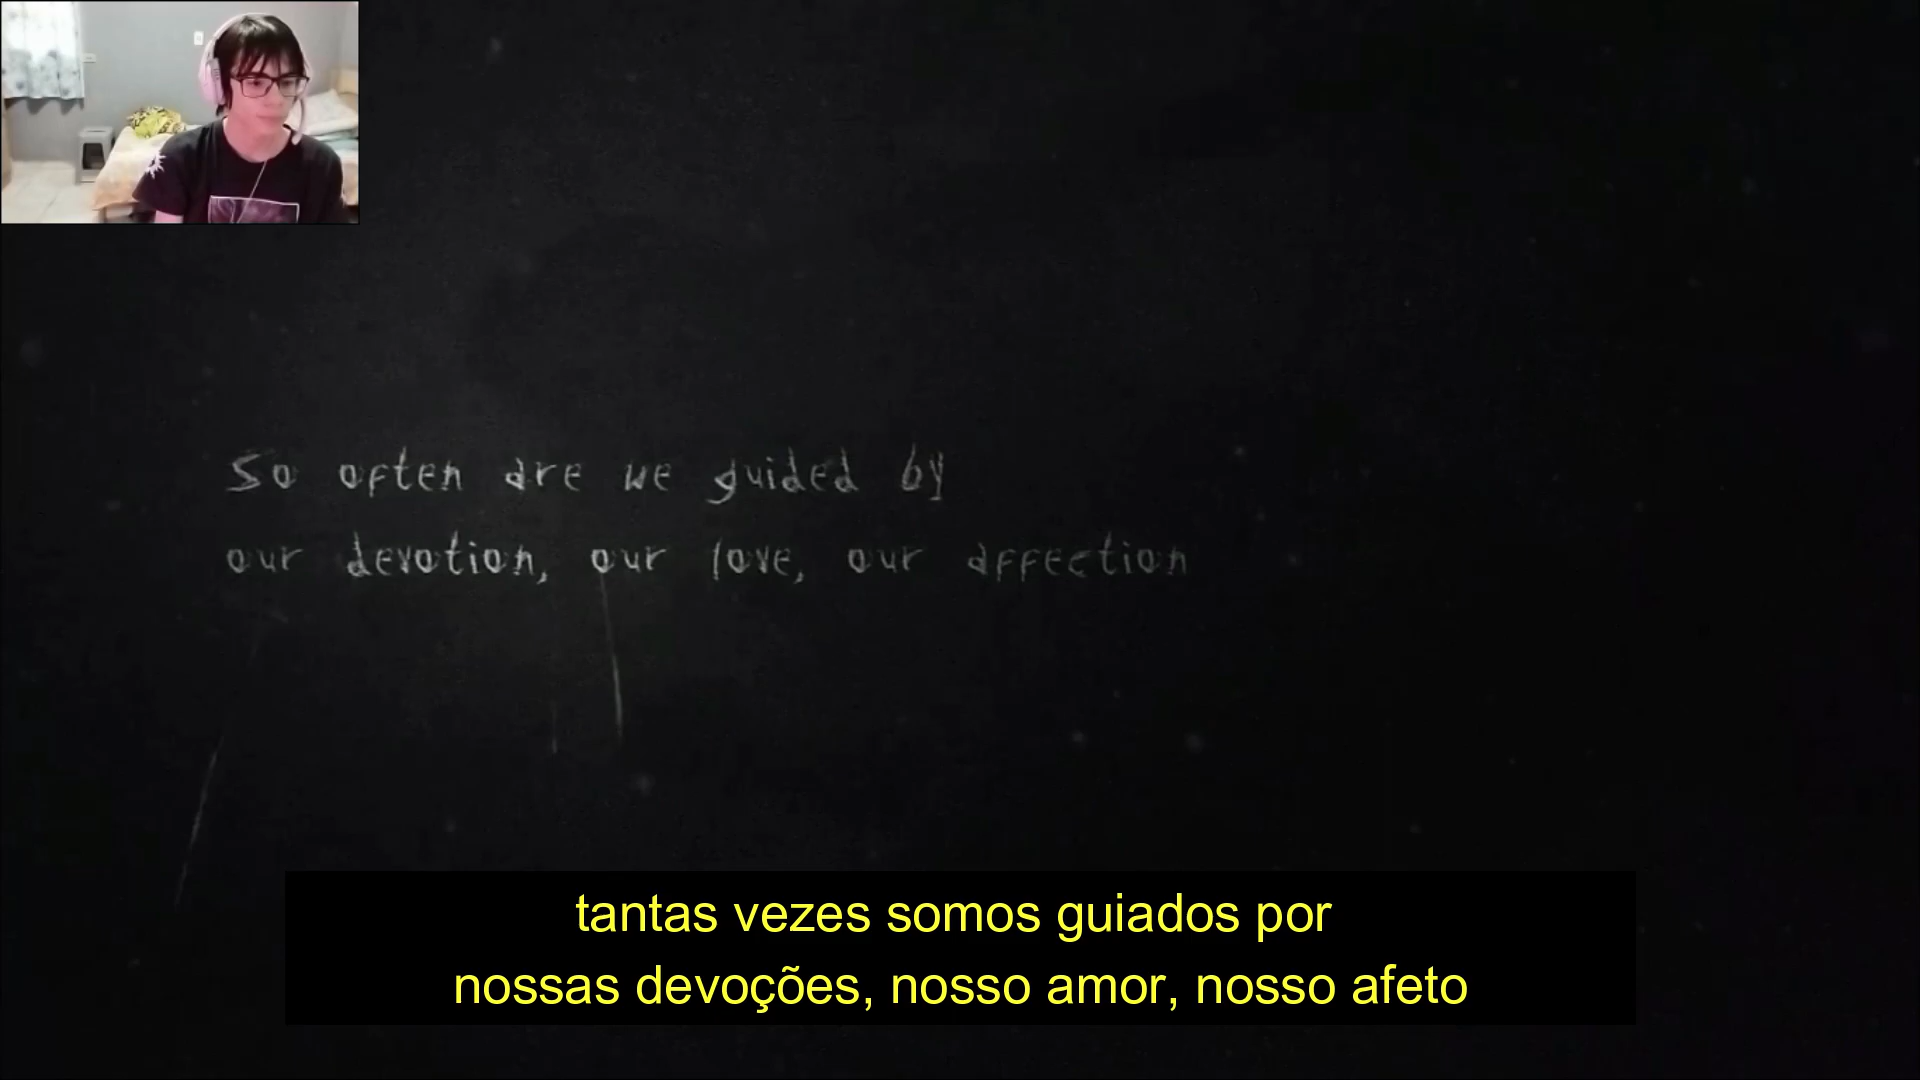 So often are we guided by
our devotion, our love, our affection
tantas vezes somos guiados por
nossas devoções, nosso amor, nosso afeto